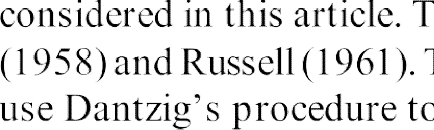 considered in this article. T
(1958) and Russell (1961). T
use Dantzig's procedure to